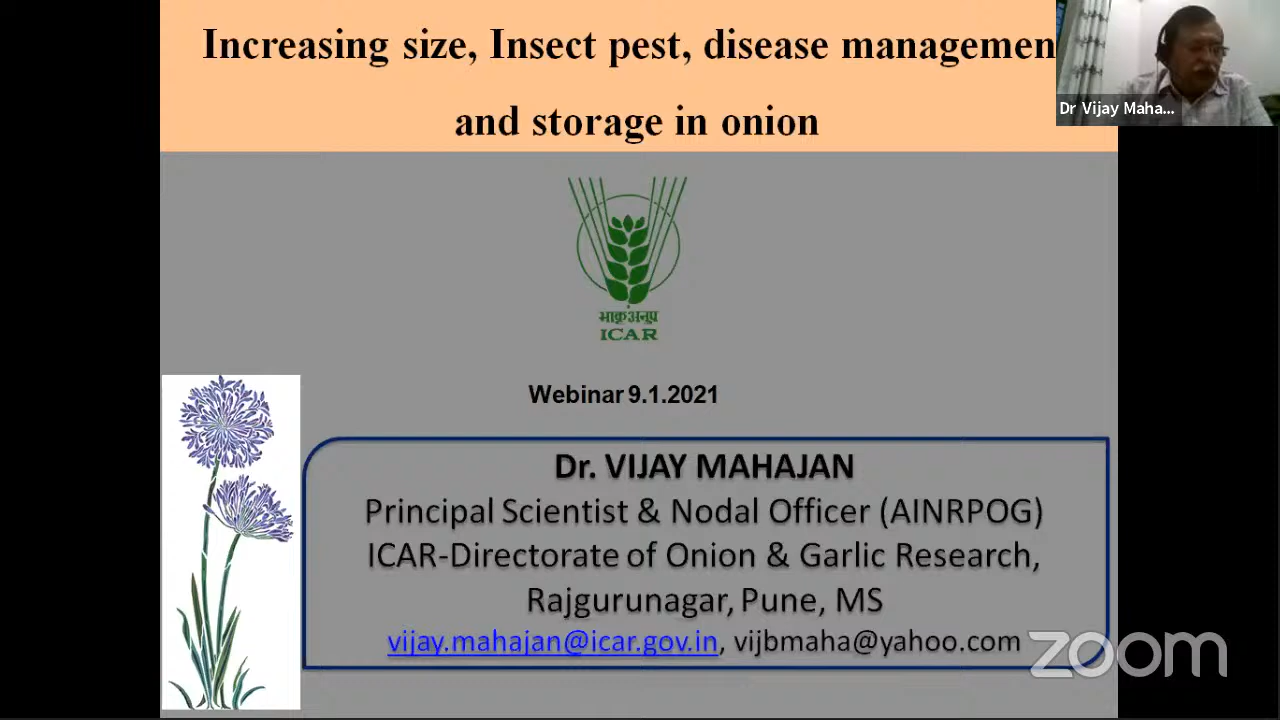 Increasing size, Insect pest, disease managemen
and storage in onion
Dr Vijay Maha...
भाकृअनुप
ICAR
Webinar 9.1.2021
Dr. VIJAY MAHAJAN
Principal Scientist & Nodal Officer (AINRPOG)
ICAR-Directorate of Onion & Garlic Research,
Rajgurunagar, Pune, MS
vijay.mahajan@icar.gov.in, vijbmaha@yahoo.com
zoom